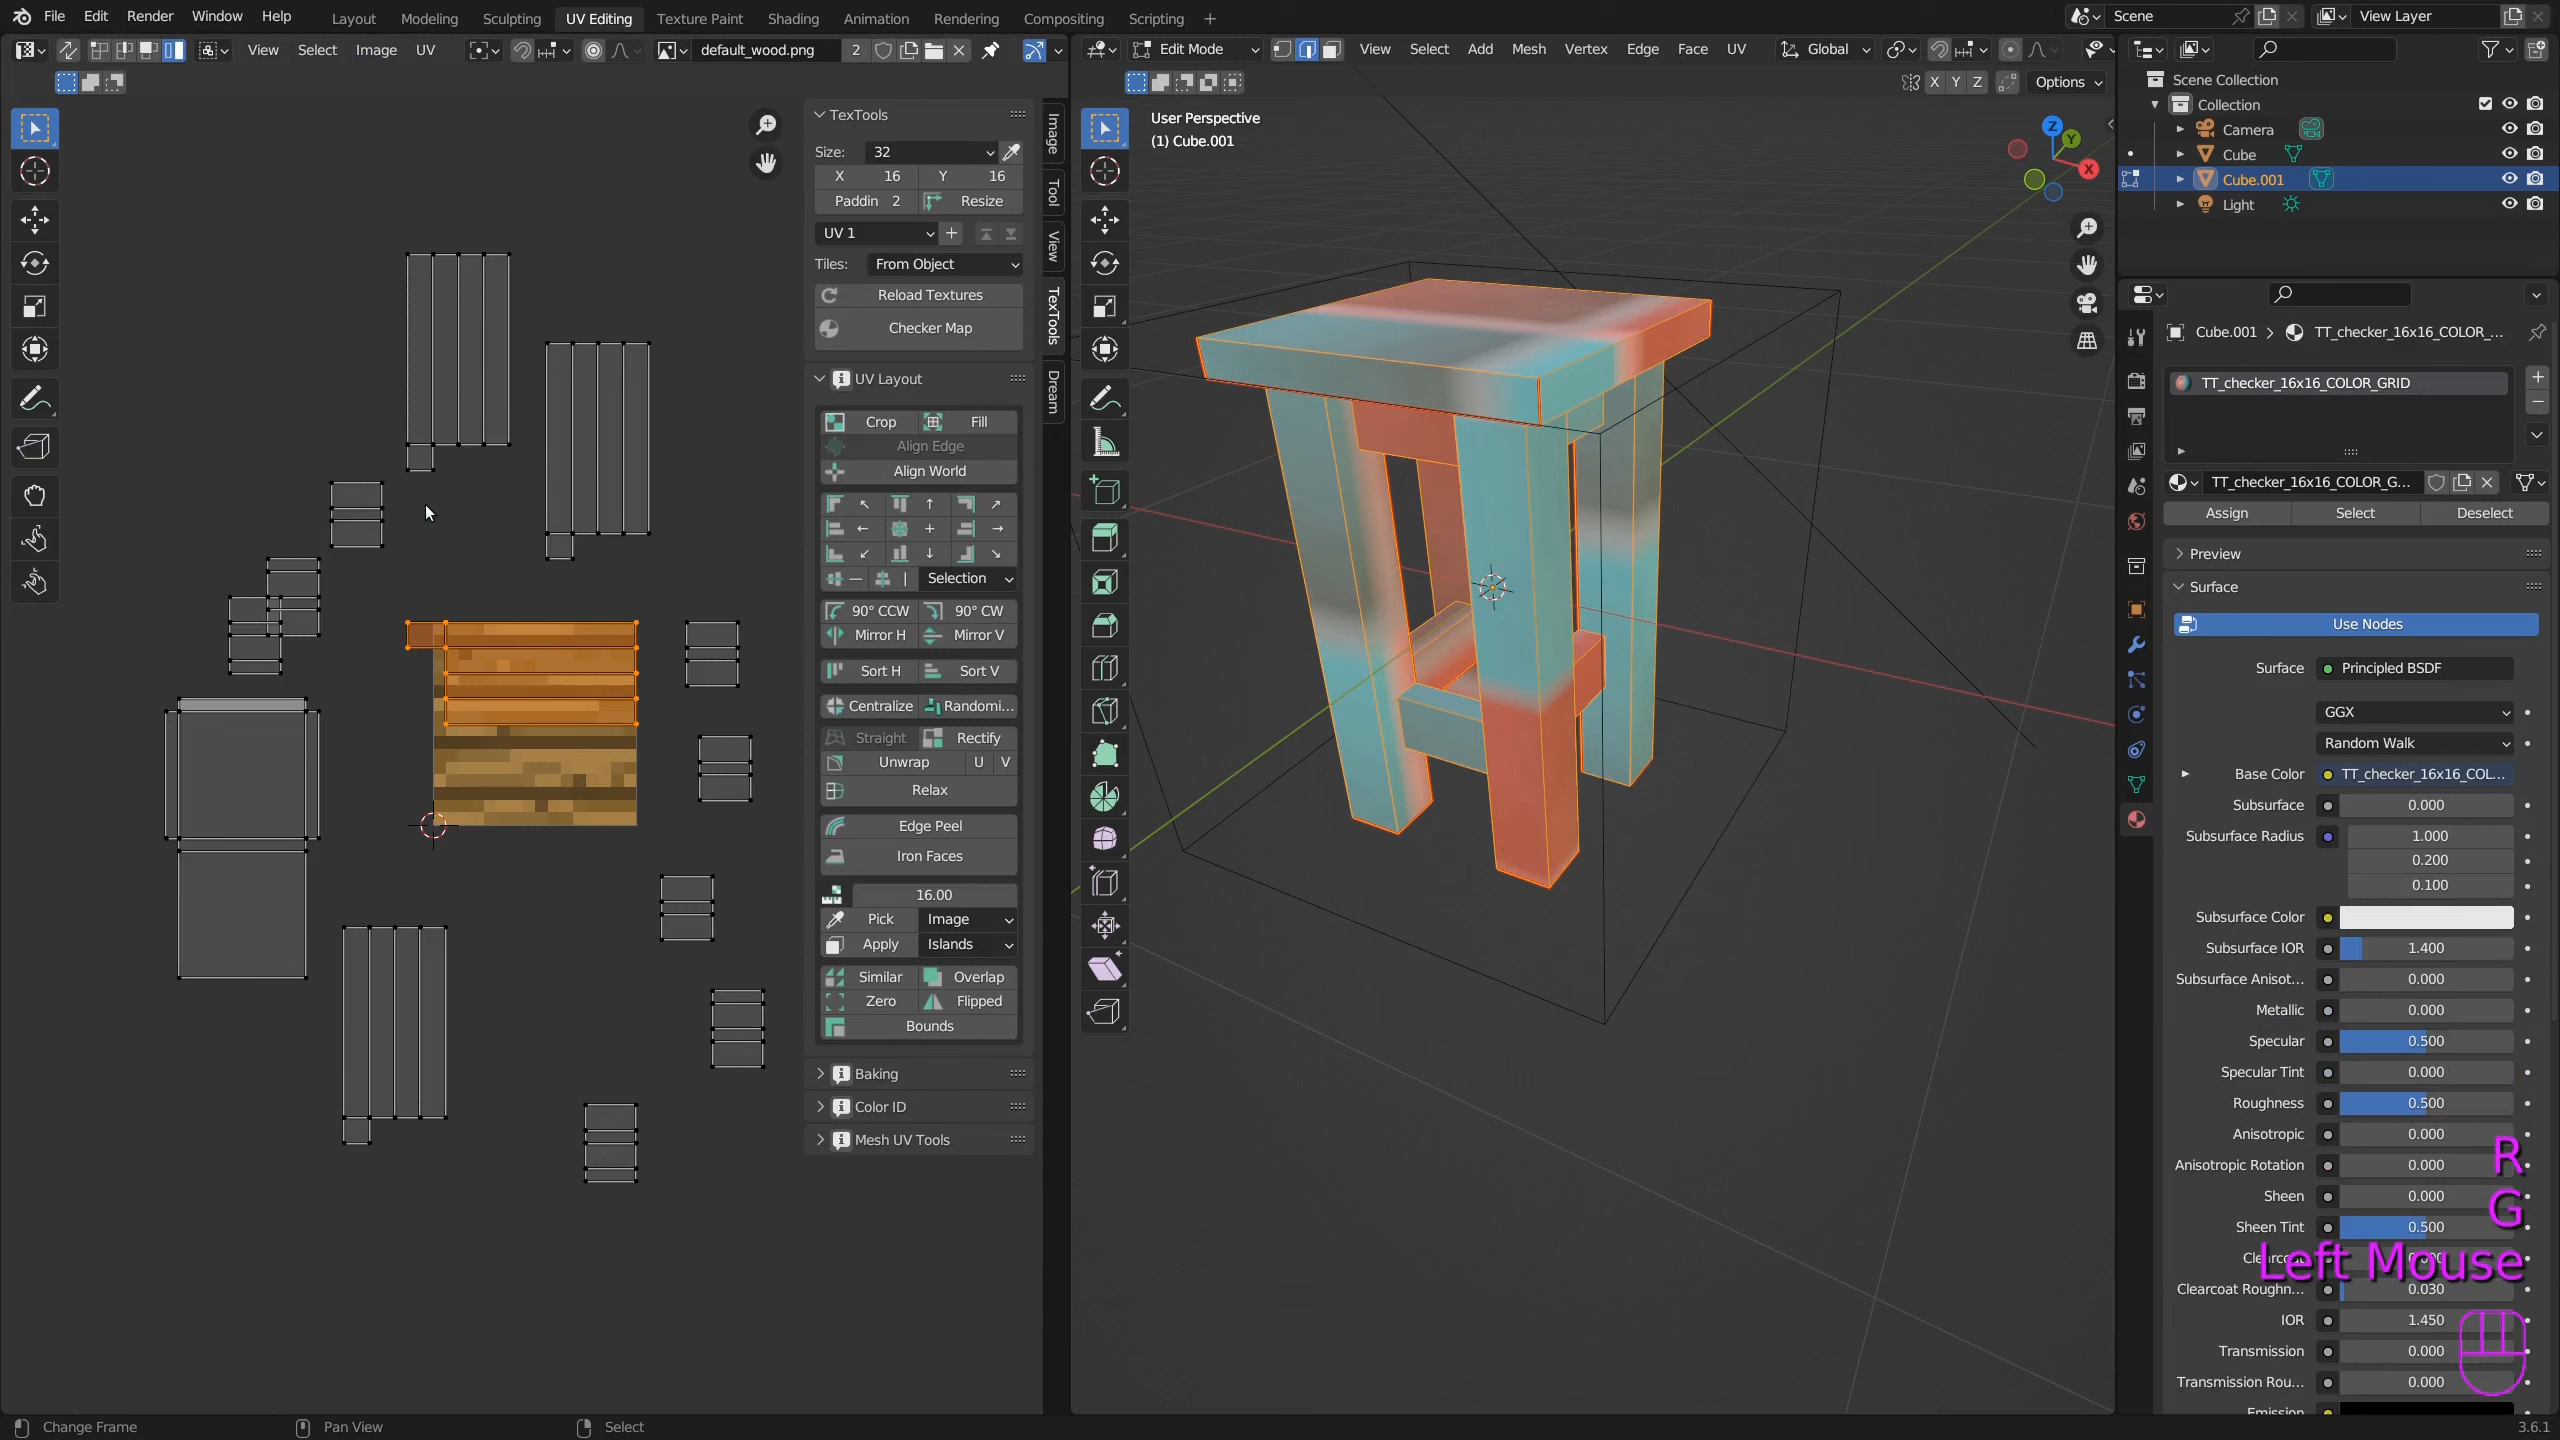 File Edit Render Window Help Layout Modeling Sculpting UV Editing Texture Paint Shading Animation Rendering Compositing Scripting + Scene View Layer
View Select Image UV default_wood.png 2
Edit Mode View Select Add Mesh Vertex Edge Face UV Global
X Y Z Options
User Perspective
(1) Cube.001
Z Y X
TexTools
Size: 32
X 16 Y 16
Paddin 2 Resize
UV 1
Tiles: From Object
Reload Textures
Checker Map
UV Layout
Crop Fill
Align Edge
Align World
Selection
90° CCW 90° CW
Mirror H Mirror V
Sort H Sort V
Centralize Randomi...
Straight Rectify
Unwrap U V
Relax
Edge Peel
Iron Faces
16.00
Pick Image
Apply Islands
Similar Overlap
Zero Flipped
Bounds
Baking
Color ID
Mesh UV Tools
Image
Tool
View
TexTools
Dream
Scene Collection
Collection
Camera
Cube
Cube.001
Light
Cube.001 > TT_checker_16x16_COLOR_...
TT_checker_16x16_COLOR_GRID
TT_checker_16x16_COLOR_G...
Assign Select Deselect
Preview
Surface
Use Nodes
Surface Principled BSDF
GGX
Random Walk
Base Color TT_checker_16x16_COL...
Subsurface 0.000
Subsurface Radius 1.000
0.200
0.100
Subsurface Color
Subsurface IOR 1.400
Subsurface Anisot... 0.000
Metallic 0.000
Specular 0.500
Specular Tint 0.000
Roughness 0.500
Anisotropic 0.000
Anisotropic Rotation 0.000
Sheen 0.000
Sheen Tint 0.500
Clearcoat
Clearcoat Roughn... 0.030
IOR 1.450
Transmission 0.000
Transmission Rou... 0.000
Emission
R
G
Left Mouse
Change Frame Pan View Select 3.6.1